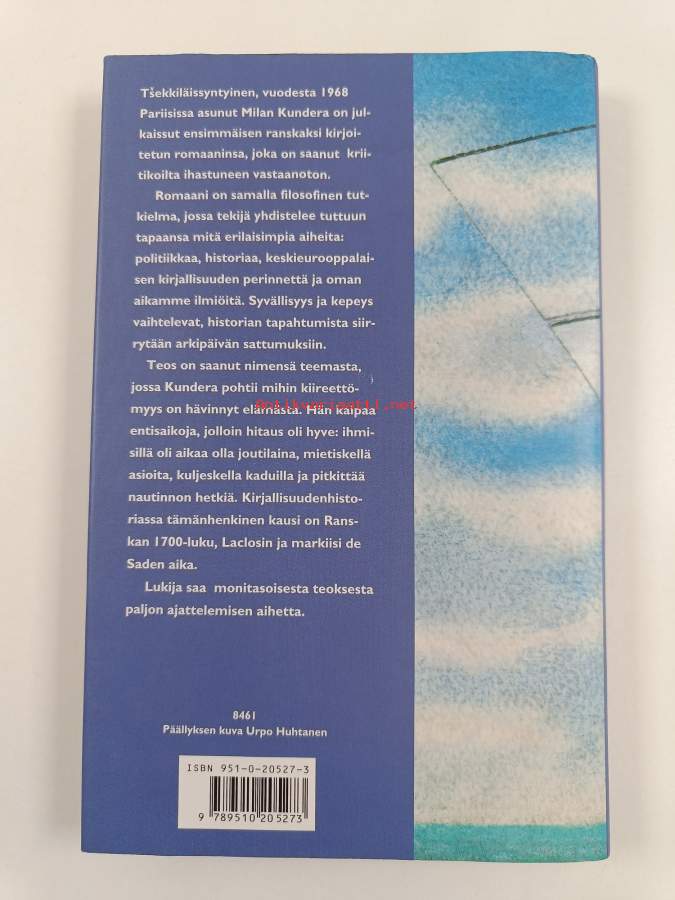 Tšekkiläissyntyinen, vuodesta 1968
Pariisissa asunut Milan Kundera on jul-
kaissut ensimmäisen ranskaksi kirjoi-
tetun romaaninsa, joka on saanut krii-
tikoilta ihastuneen vastaanoton.
Romaani on samalla filosofinen tut-
kielma, jossa tekijä yhdistelee tuttuun
tapaansa mitä erilaisimpia aiheita:
politiikkaa, historiaa, keskieurooppalai-
sen kirjallisuuden perinnettä ja oman
aikamme ilmiöitä. Syvällisyys ja kepeys
vaihtelevat, historian tapahtumista siir-
rytään arkipäivän sattumuksiin.
Teos on saanut nimensä teemasta,
jossa Kundera pohtii mihin kiireettö-
myys on hävinnyt elämästä. Hän kaipaa
Antikvariaatti.net
entisaikoja, jolloin hitaus oli hyve: ihmi-
sillä oli aikaa olla joutilaina, mietiskellä
asioita, kuljeskella kaduilla ja pitkittää
nautinnon hetkiä. Kirjallisuudenhisto-
riassa tämänhenkinen kausi on Rans-
kan 1700-luku, Laclosin ja markiisi de
Saden aika.
Lukija saa monitasoisesta teoksesta
paljon ajattelemisen aihetta.
8461
Päällyksen kuva Urpo Huhtanen
ISBN 951-0-20527-3
9 789510 205273